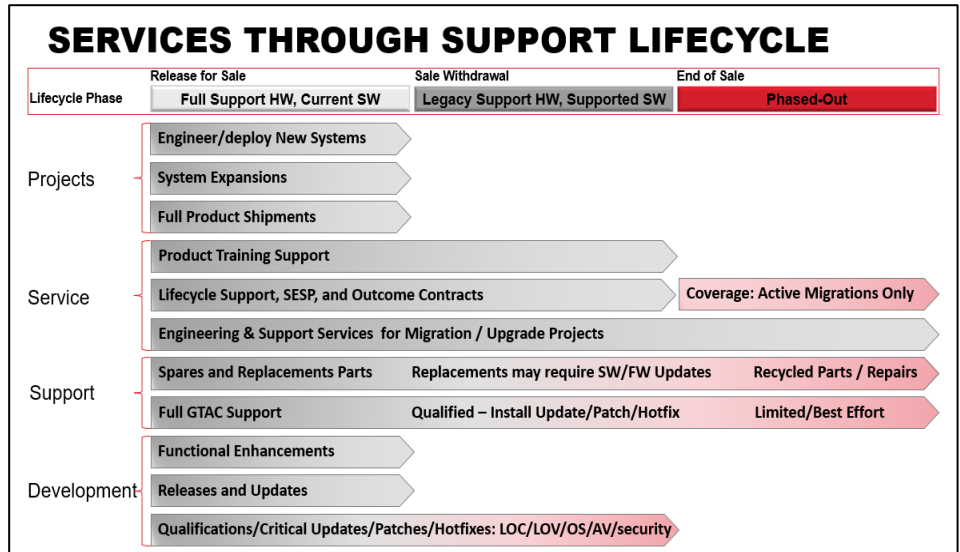 SERVICES THROUGH SUPPORT LIFECYCLE
Release for Sale Sale Withdrawal End of Sale
Lifecycle Phase Full Support HW, Current SW Legacy Support HW, Supported SW Phased-Out
Projects
Engineer/deploy New Systems
System Expansions
Full Product Shipments
Service
Product Training Support
Lifecycle Support, SESP, and Outcome Contracts Coverage: Active Migrations Only
Engineering & Support Services for Migration / Upgrade Projects
Support
Spares and Replacements Parts Replacements may require SW/FW Updates Recycled Parts / Repairs
Full GTAC Support Qualified – Install Update/Patch/Hotfix Limited/Best Effort
Development
Functional Enhancements
Releases and Updates
Qualifications/Critical Updates/Patches/Hotfixes: LOC/LOV/OS/AV/security